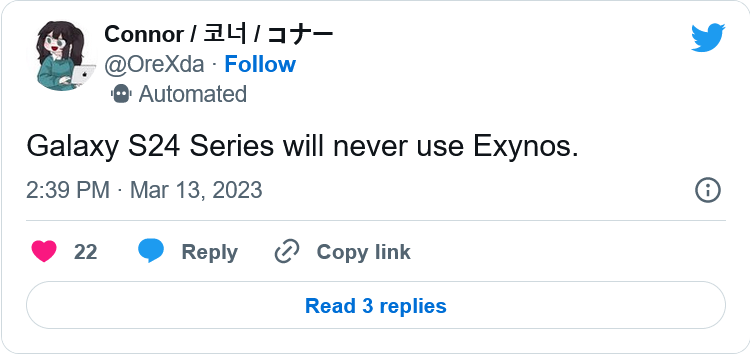 Connor / 코너 / コナー
@OreXda · Follow
Automated
Galaxy S24 Series will never use Exynos.
2:39 PM · Mar 13, 2023
22 Reply Copy link
Read 3 replies